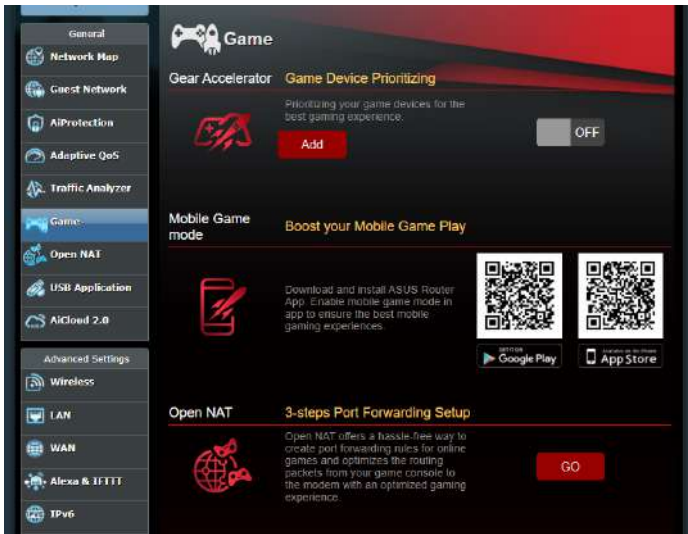 General
Network Map
Guest Network
AiProtection
Adaptive QoS
Traffic Analyzer
Game
Open NAT
USB Application
AiCloud 2.0
Advanced Settings
Wireless
LAN
WAN
Alexa & IFTTT
IPv6
Game
Gear Accelerator
Game Device Prioritizing
Prioritizing your game devices for the
best gaming experience.
Add
OFF
Mobile Game
mode
Boost your Mobile Game Play
Download and install ASUS Router
App. Enable mobile game mode in
app to ensure the best mobile
gaming experiences.
Google Play
App Store
Open NAT
3-steps Port Forwarding Setup
Open NAT offers a hassle-free way to
create port forwarding rules for online
games and optimizes the routing
packets from your game console to
the modem with an optimized gaming
experience.
GO